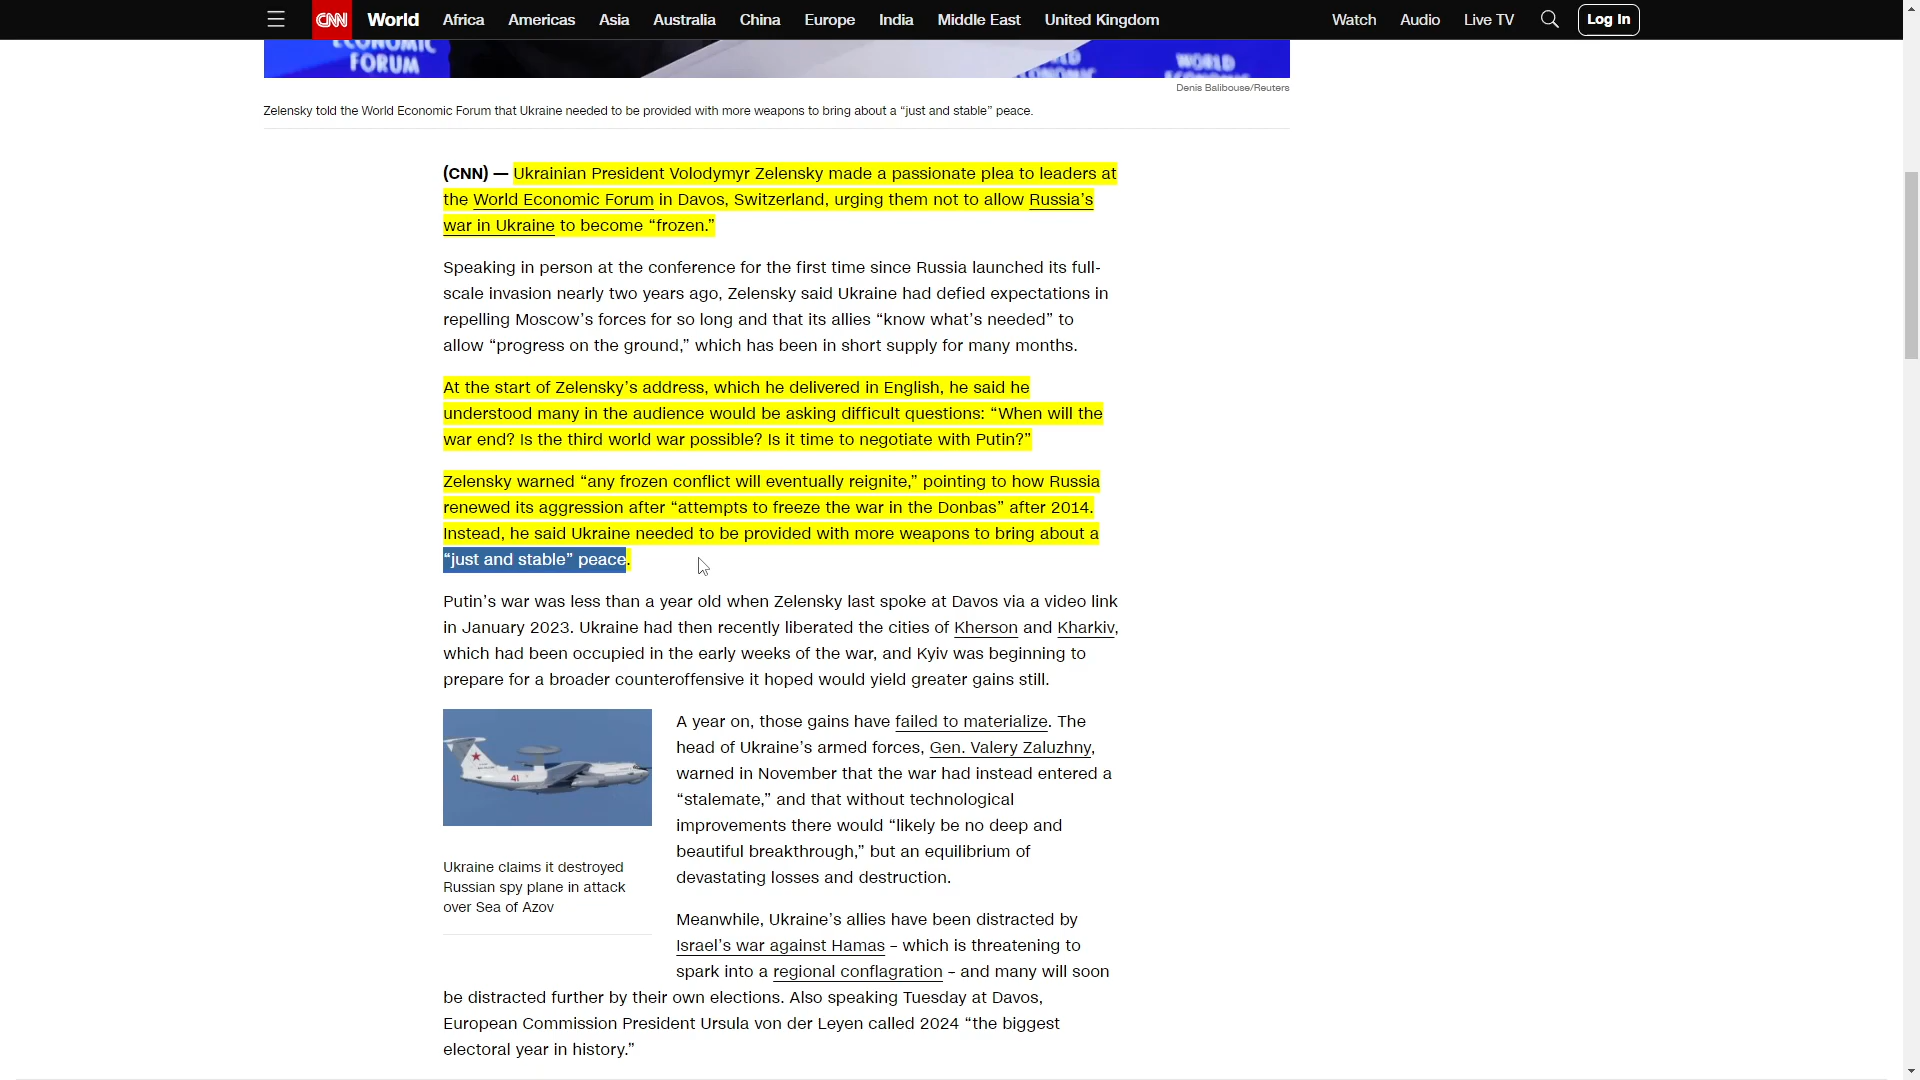 CNN World Africa Americas Asia Australia China Europe India Middle East United Kingdom Watch Audio Live TV Log In
ECONOMIC
FORUM
WORLD
Denis Balibouse/Reuters
Zelensky told the World Economic Forum that Ukraine needed to be provided with more weapons to bring about a “just and stable” peace.
(CNN) — Ukrainian President Volodymyr Zelensky made a passionate plea to leaders at
the World Economic Forum in Davos, Switzerland, urging them not to allow Russia’s
war in Ukraine to become “frozen.”
Speaking in person at the conference for the first time since Russia launched its full-
scale invasion nearly two years ago, Zelensky said Ukraine had defied expectations in
repelling Moscow’s forces for so long and that its allies “know what’s needed” to
allow “progress on the ground,” which has been in short supply for many months.
At the start of Zelensky’s address, which he delivered in English, he said he
understood many in the audience would be asking difficult questions: “When will the
war end? Is the third world war possible? Is it time to negotiate with Putin?”
Zelensky warned “any frozen conflict will eventually reignite,” pointing to how Russia
renewed its aggression after “attempts to freeze the war in the Donbas” after 2014.
Instead, he said Ukraine needed to be provided with more weapons to bring about a
“just and stable” peace.
Putin’s war was less than a year old when Zelensky last spoke at Davos via a video link
in January 2023. Ukraine had then recently liberated the cities of Kherson and Kharkiv,
which had been occupied in the early weeks of the war, and Kyiv was beginning to
prepare for a broader counteroffensive it hoped would yield greater gains still.
41
Ukraine claims it destroyed
Russian spy plane in attack
over Sea of Azov
A year on, those gains have failed to materialize. The
head of Ukraine’s armed forces, Gen. Valery Zaluzhny,
warned in November that the war had instead entered a
“stalemate,” and that without technological
improvements there would “likely be no deep and
beautiful breakthrough,” but an equilibrium of
devastating losses and destruction.
Meanwhile, Ukraine’s allies have been distracted by
Israel’s war against Hamas – which is threatening to
spark into a regional conflagration – and many will soon
be distracted further by their own elections. Also speaking Tuesday at Davos,
European Commission President Ursula von der Leyen called 2024 “the biggest
electoral year in history.”